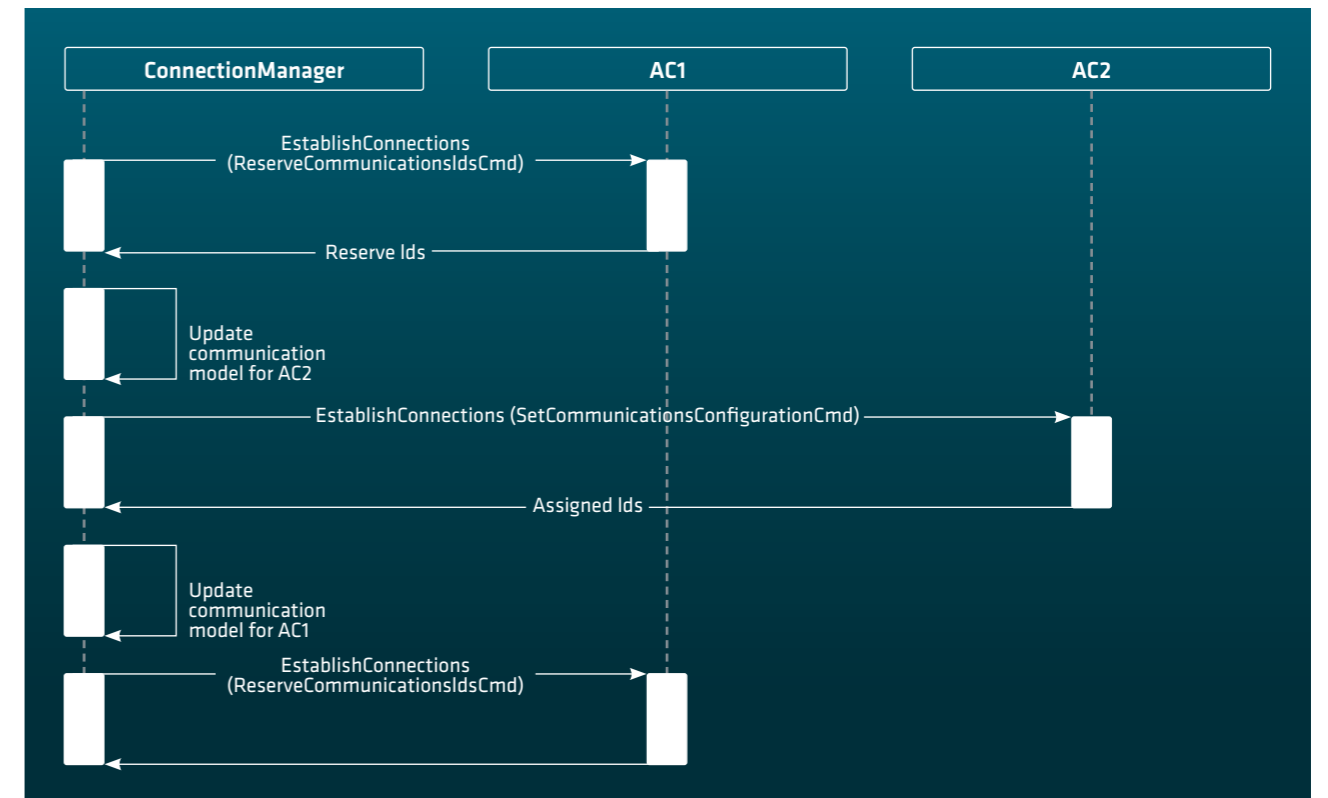 ConnectionManager
AC1
AC2
EstablishConnections
(ReserveCommunicationsIdsCmd)
Reserve Ids
Update
communication
model for AC2
EstablishConnections (SetCommunicationsConfigurationCmd)
Assigned Ids
Update
communication
model for AC1
EstablishConnections
(ReserveCommunicationsIdsCmd)